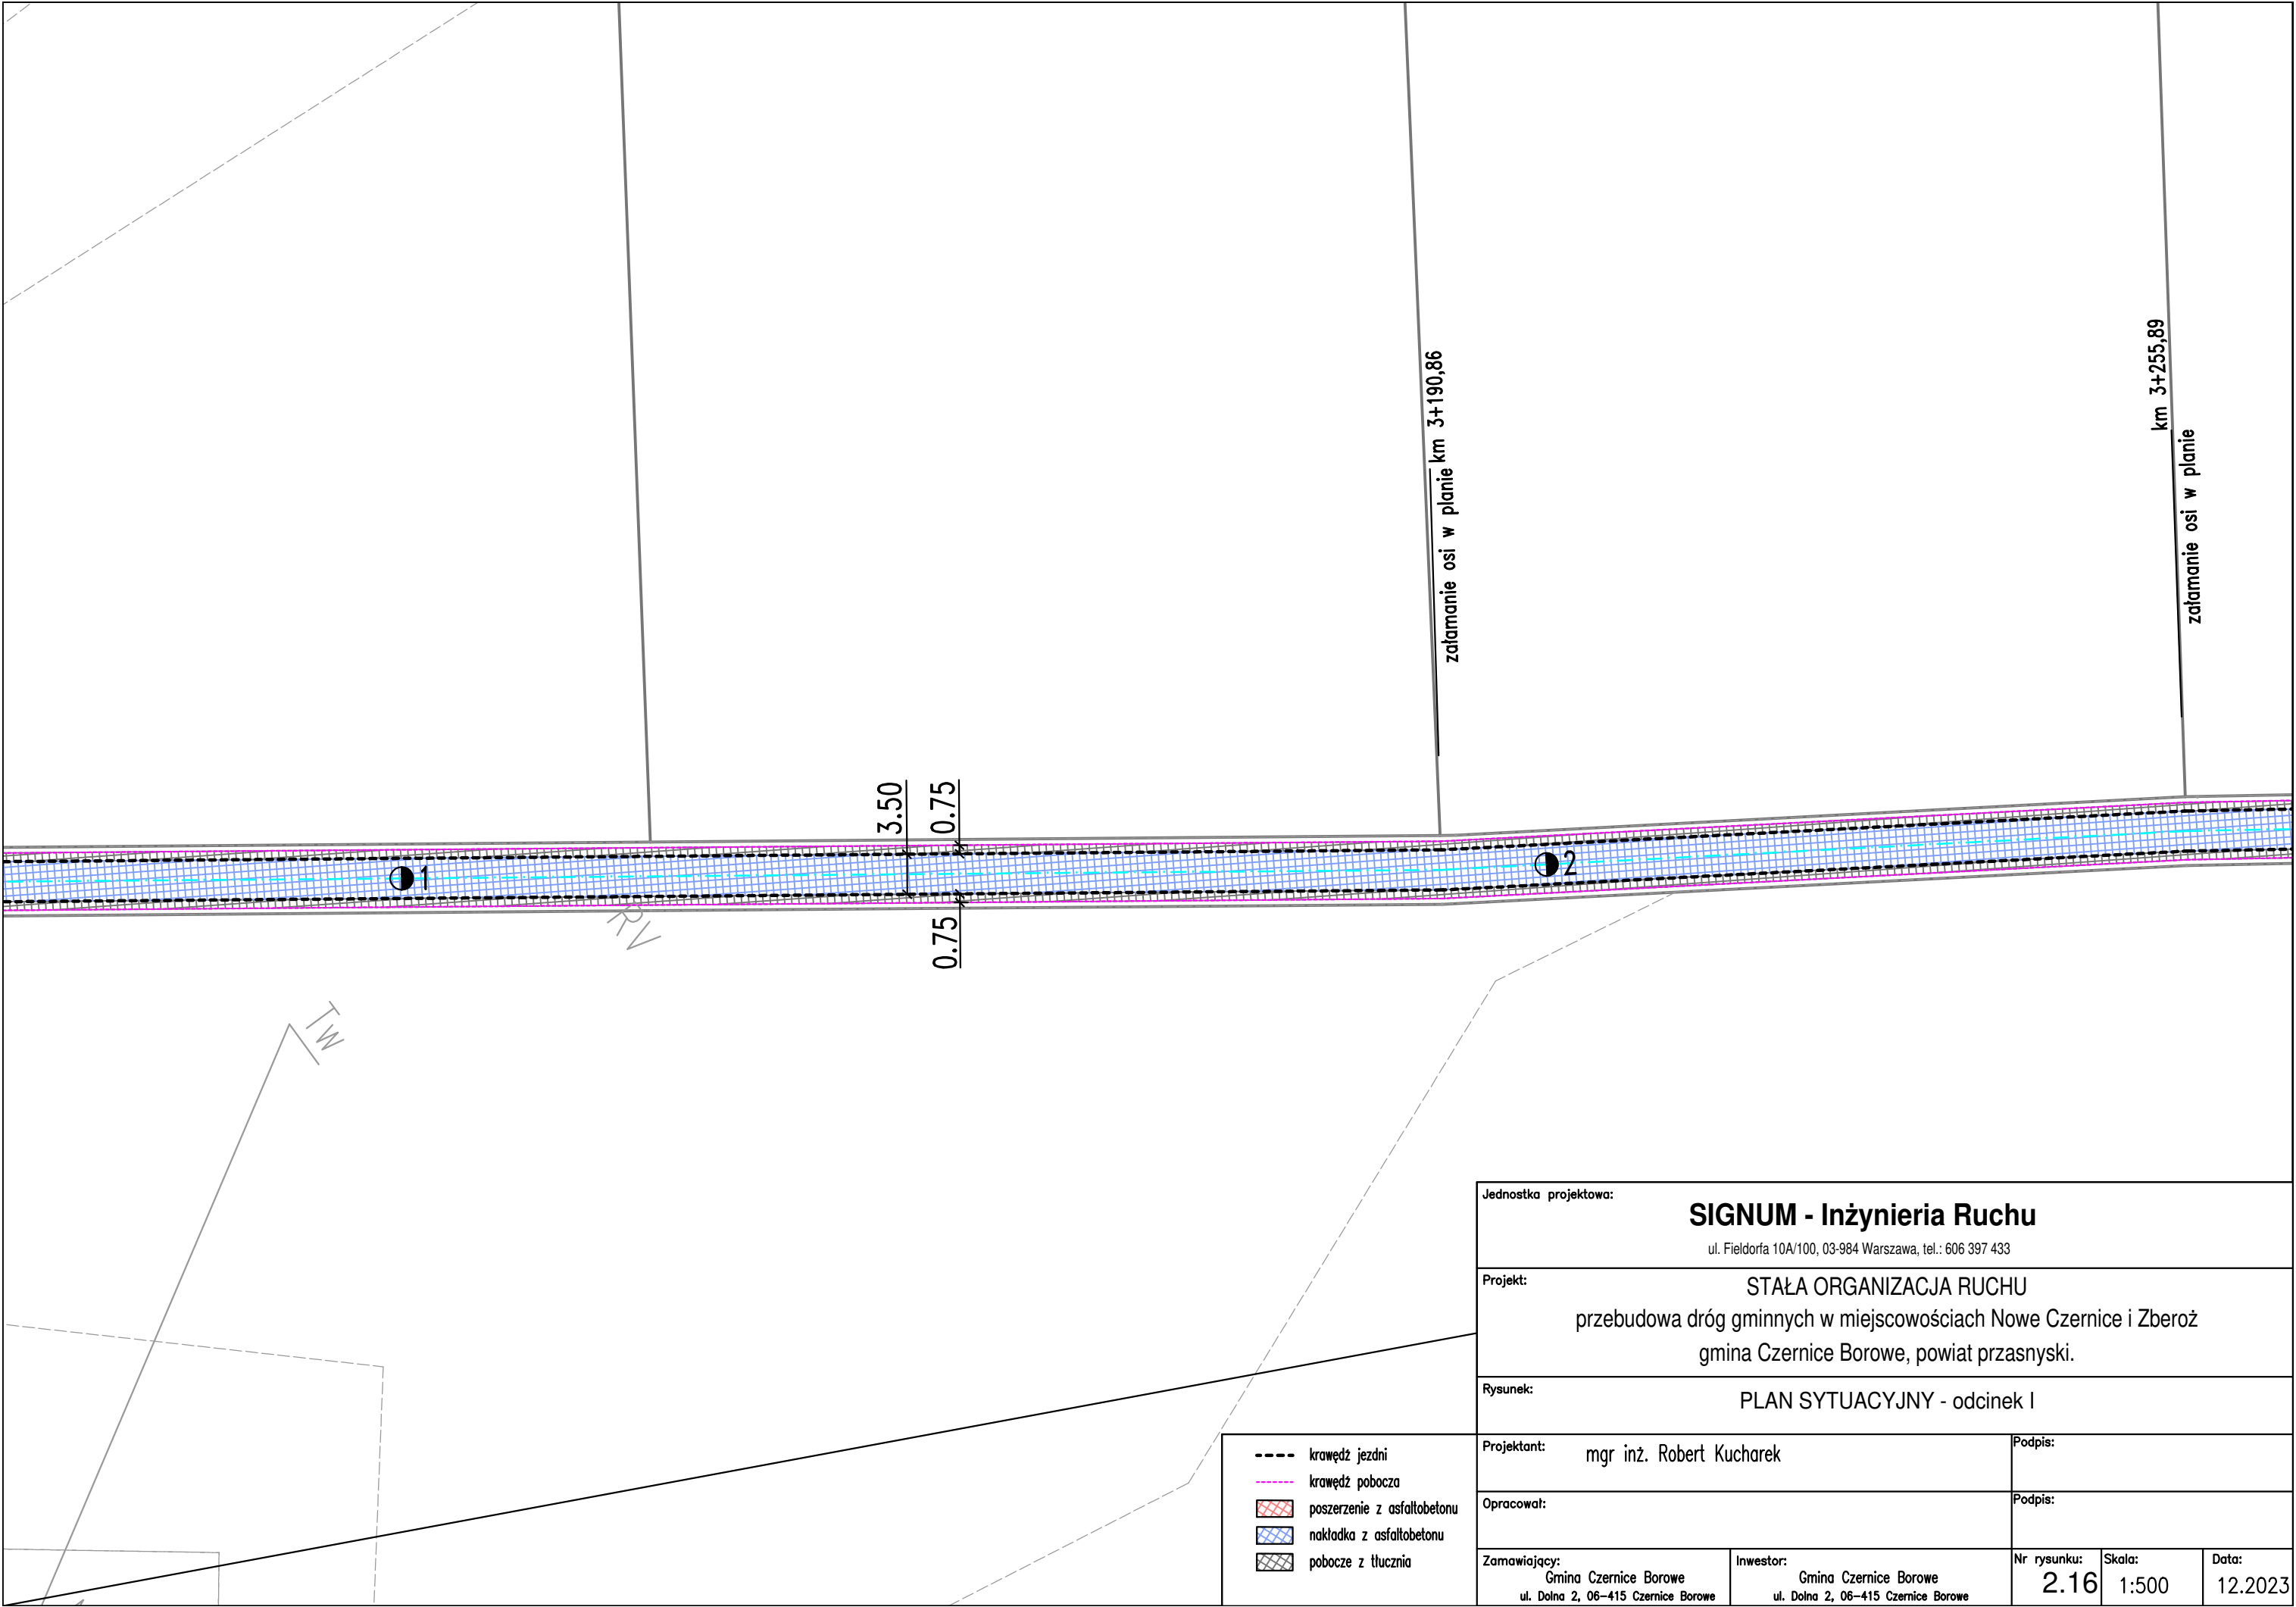 km 3+190,86
załamanie osi w planie
km 3+255,89
załamanie osi w planie
3.50
0.75
1
2
0.75
RV
Tw
Jednostka projektowa:
SIGNUM - Inżynieria Ruchu
ul. Fieldorfa 10A/100, 03-984 Warszawa, tel.: 606 397 433
Projekt:
STAŁA ORGANIZACJA RUCHU
przebudowa dróg gminnych w miejscowościach Nowe Czernice i Zberoż
gmina Czernice Borowe, powiat przasnyski.
Rysunek:
PLAN SYTUACYJNY - odcinek I
krawędź jezdni
krawędź pobocza
poszerzenie z asfaltobetonu
nakładka z asfaltobetonu
pobocze z tłucznia
Projektant:
mgr inż. Robert Kucharek
Podpis:
Opracował:
Podpis:
Zamawiający:
Gmina Czernice Borowe
ul. Dolna 2, 06-415 Czernice Borowe
Inwestor:
Gmina Czernice Borowe
ul. Dolna 2, 06-415 Czernice Borowe
Nr rysunku:
2.16
Skala:
1:500
Data:
12.2023